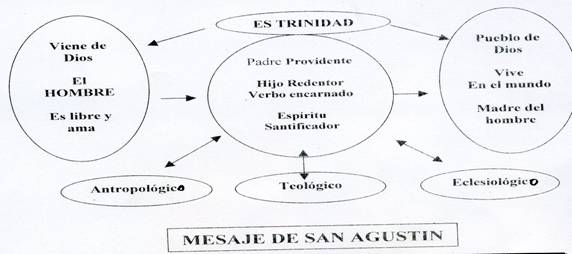 ES TRINIDAD
Viene de
Dios
El
HOMBRE
Es libre y
ama
Padre Providente
Hijo Redentor
Verbo encarnado
Espíritu
Santificador
Pueblo de
Dios
Vive
En el mundo
Madre del
hombre
Antropológico
Teológico
Eclesiológico
MESAJE DE SAN AGUSTIN